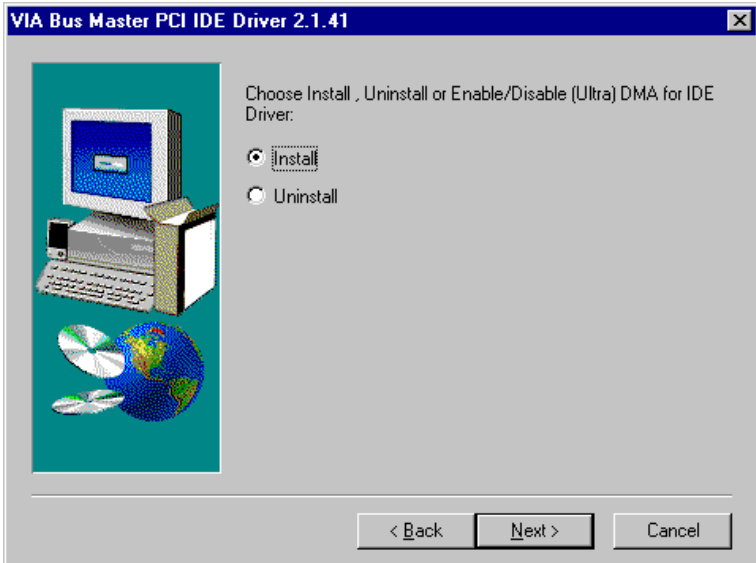 VIA Bus Master PCI IDE Driver 2.1.41
Choose Install , Uninstall or Enable/Disable (Ultra) DMA for IDE
Driver:
Install
Uninstall
< Back
Next >
Cancel